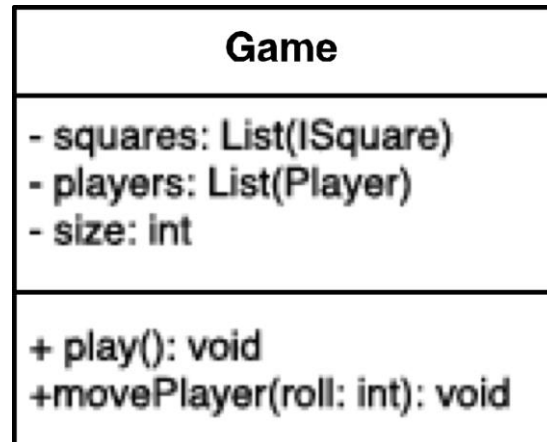 Game
- squares: List(ISquare)
- players: List(Player)
- size: int
+ play(): void
+movePlayer(roll: int): void